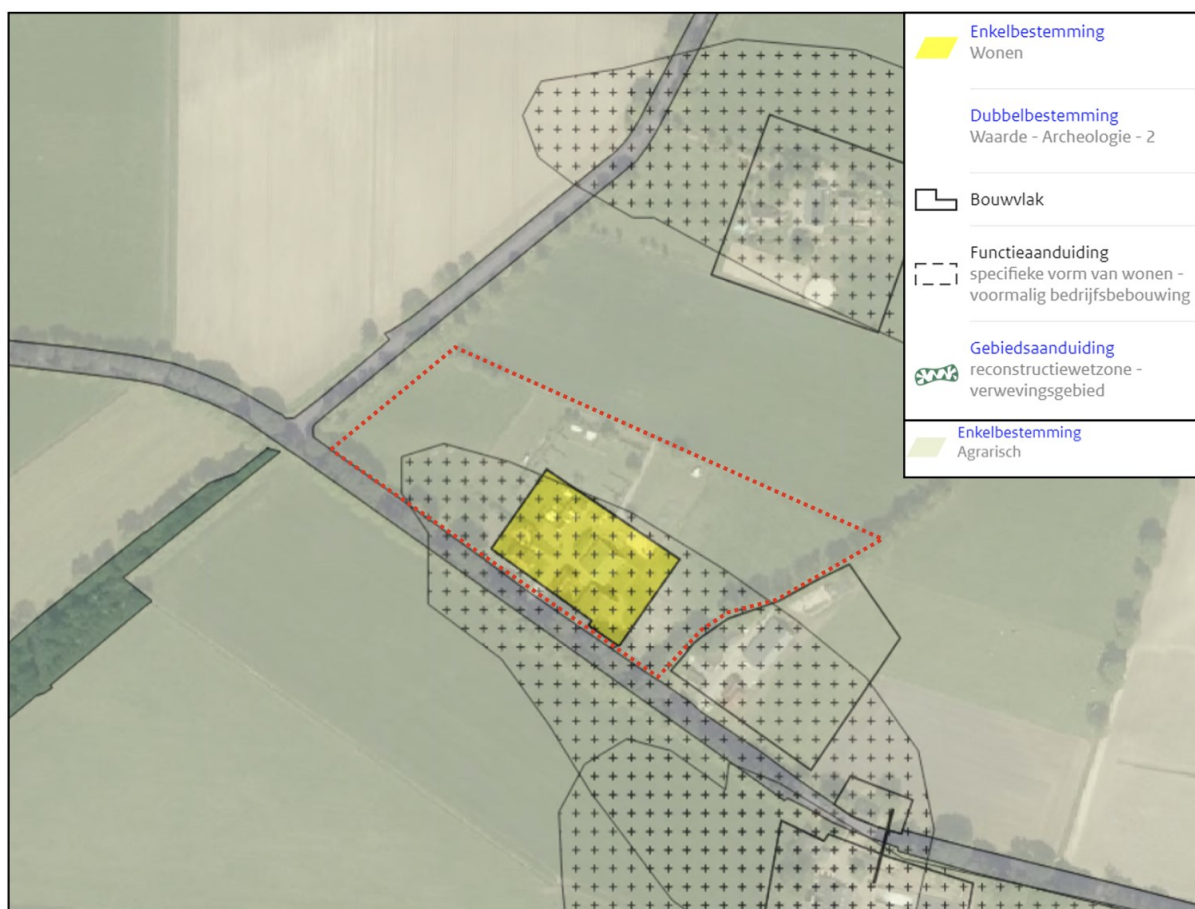 Enkelbestemming
Wonen
Dubbelbestemming
Waarde - Archeologie - 2
Bouwvlak
Functieaanduiding
specifieke vorm van wonen -
voormalig bedrijfsbebouwing
Gebiedsaanduiding
reconstructiewetzone -
verwevingsgebied
Enkelbestemming
Agrarisch